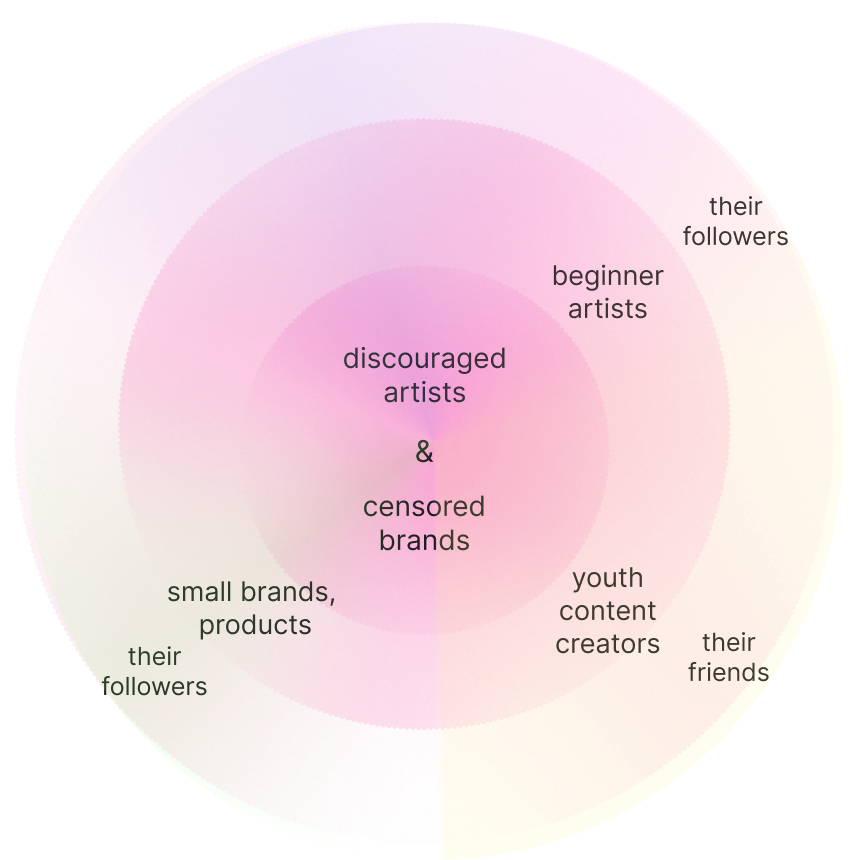 their
followers
beginner
artists
discouraged
artists
&
censored
brands
small brands,
products
their
followers
youth
content
creators
their
friends